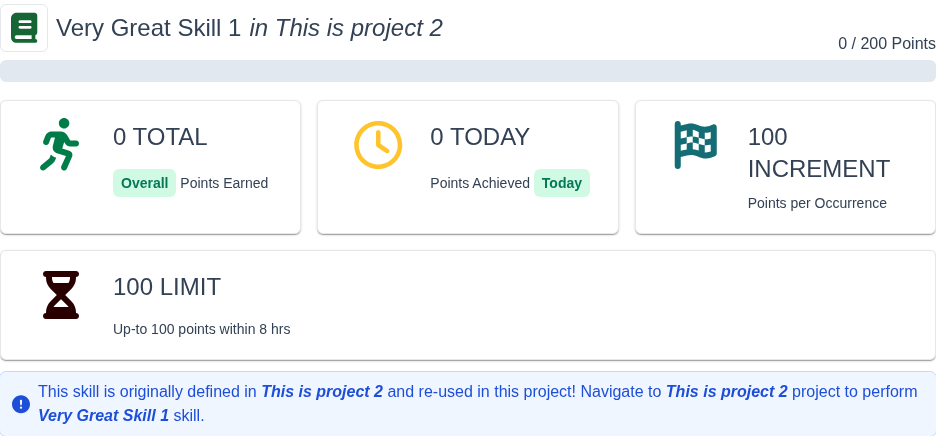 Very Great Skill 1 in This is project 2
0 / 200 Points
0 TOTAL
Overall Points Earned
0 TODAY
Points Achieved Today
100
INCREMENT
Points per Occurrence
100 LIMIT
Up-to 100 points within 8 hrs
This skill is originally defined in This is project 2 and re-used in this project! Navigate to This is project 2 project to perform
Very Great Skill 1 skill.